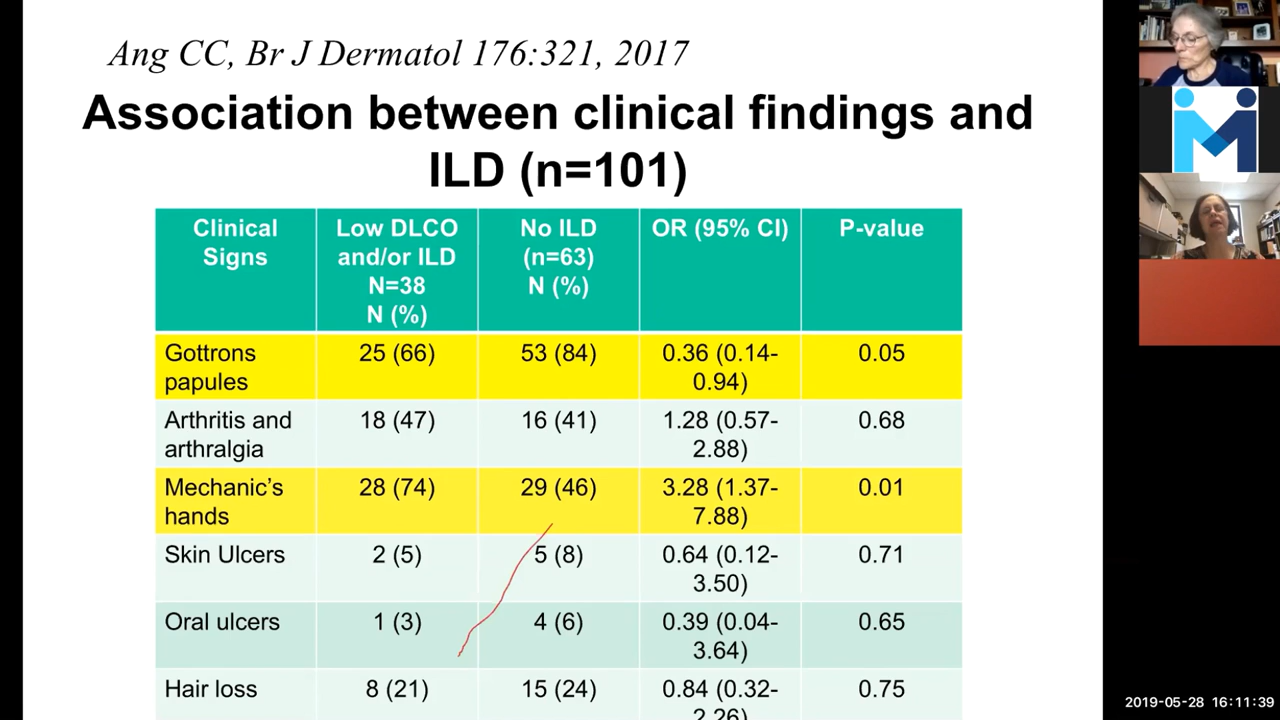 Ang CC, Br J Dermatol 176:321, 2017
Association between clinical findings and
ILD (n=101)
Clinical
Signs
Low DLCO
and/or ILD
N=38
N (%)
No ILD
(n=63)
N (%)
OR (95% CI)
P-value
Gottrons
papules
25 (66)
53 (84)
0.36 (0.14-
0.94)
0.05
Arthritis and
arthralgia
18 (47)
16 (41)
1.28 (0.57-
2.88)
0.68
Mechanic's
hands
28 (74)
29 (46)
3.28 (1.37-
7.88)
0.01
Skin Ulcers
2 (5)
5 (8)
0.64 (0.12-
3.50)
0.71
Oral ulcers
1 (3)
4 (6)
0.39 (0.04-
3.64)
0.65
Hair loss
8 (21)
15 (24)
0.84 (0.32-
2.26)
0.75
2019-05-28 16:11:39